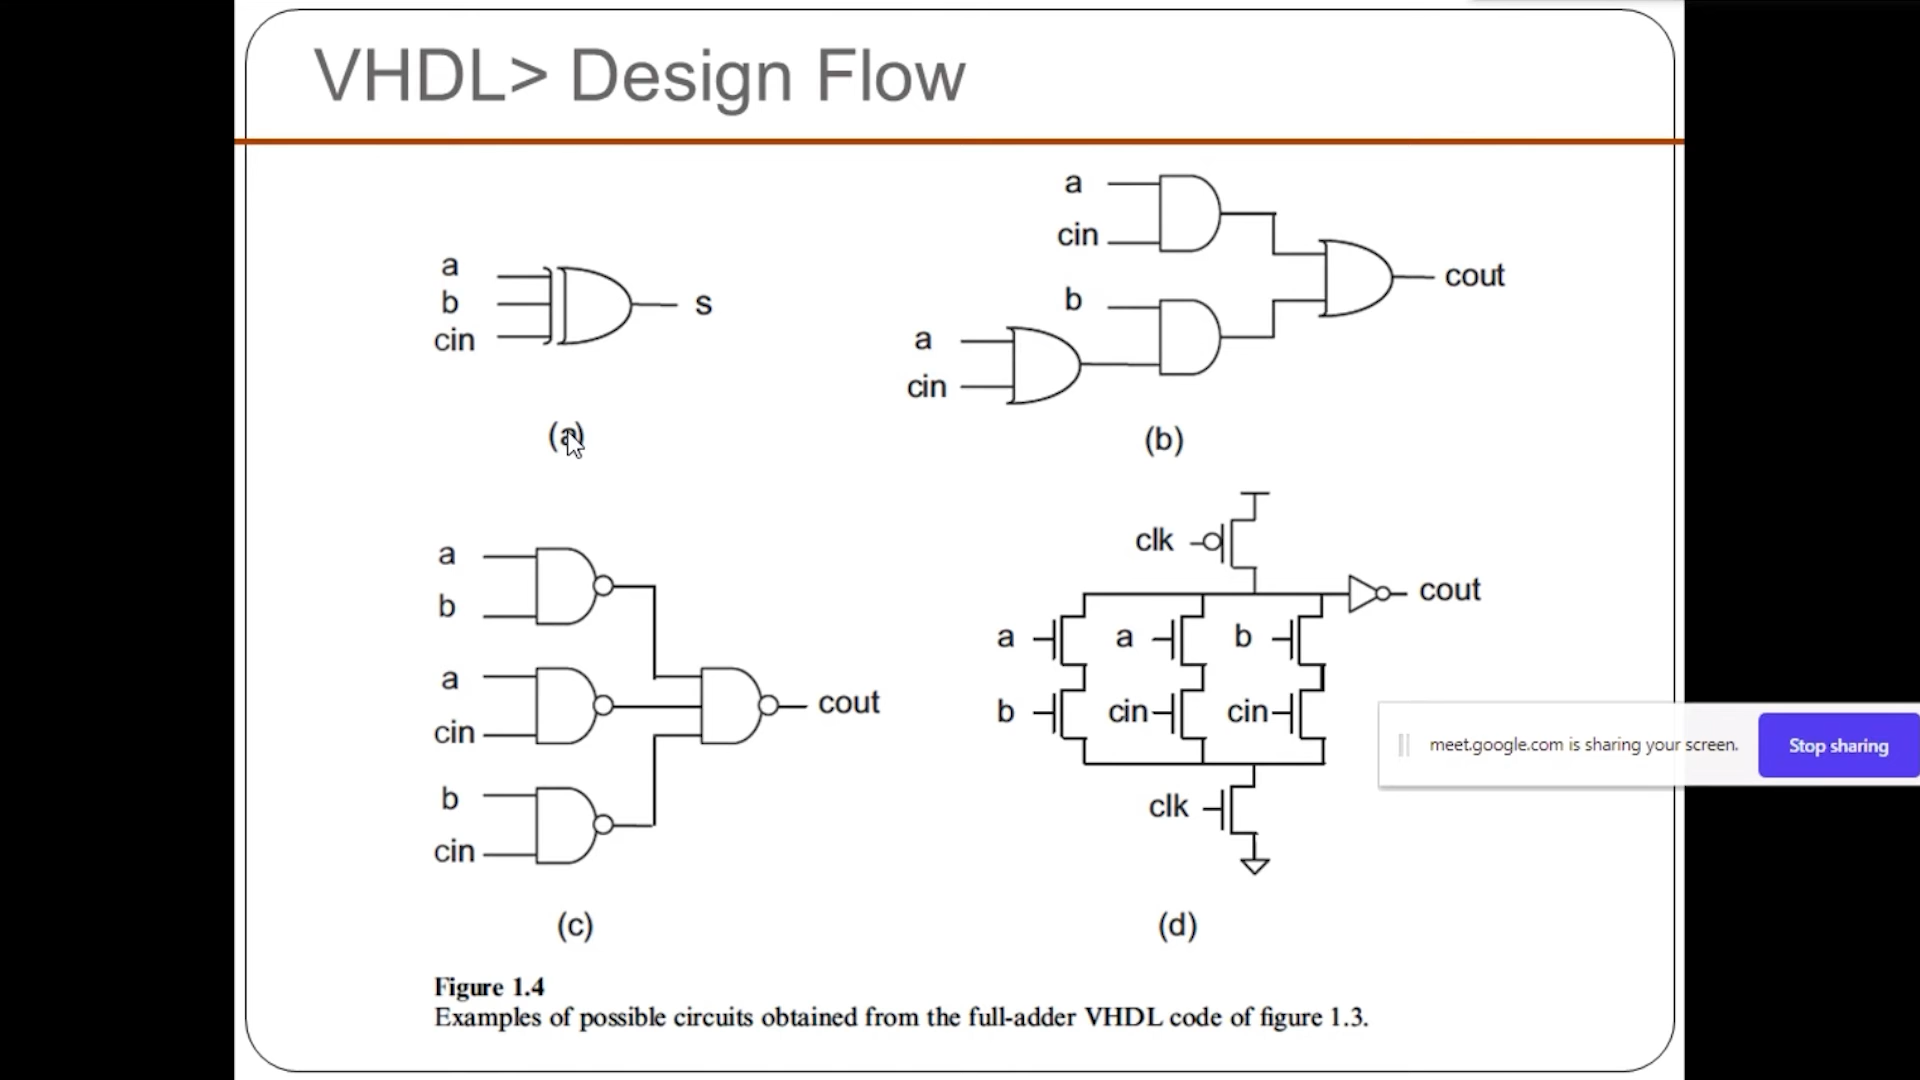 VHDL> Design Flow
a
b
cin
s
(a)
a
cin
b
a
cin
cout
(b)
a
b
a
cin
b
cin
cout
(c)
clk
cout
a
a
b
b
cin
cin
clk
(d)
meet.google.com is sharing your screen.
Stop sharing
Figure 1.4
Examples of possible circuits obtained from the full-adder VHDL code of figure 1.3.